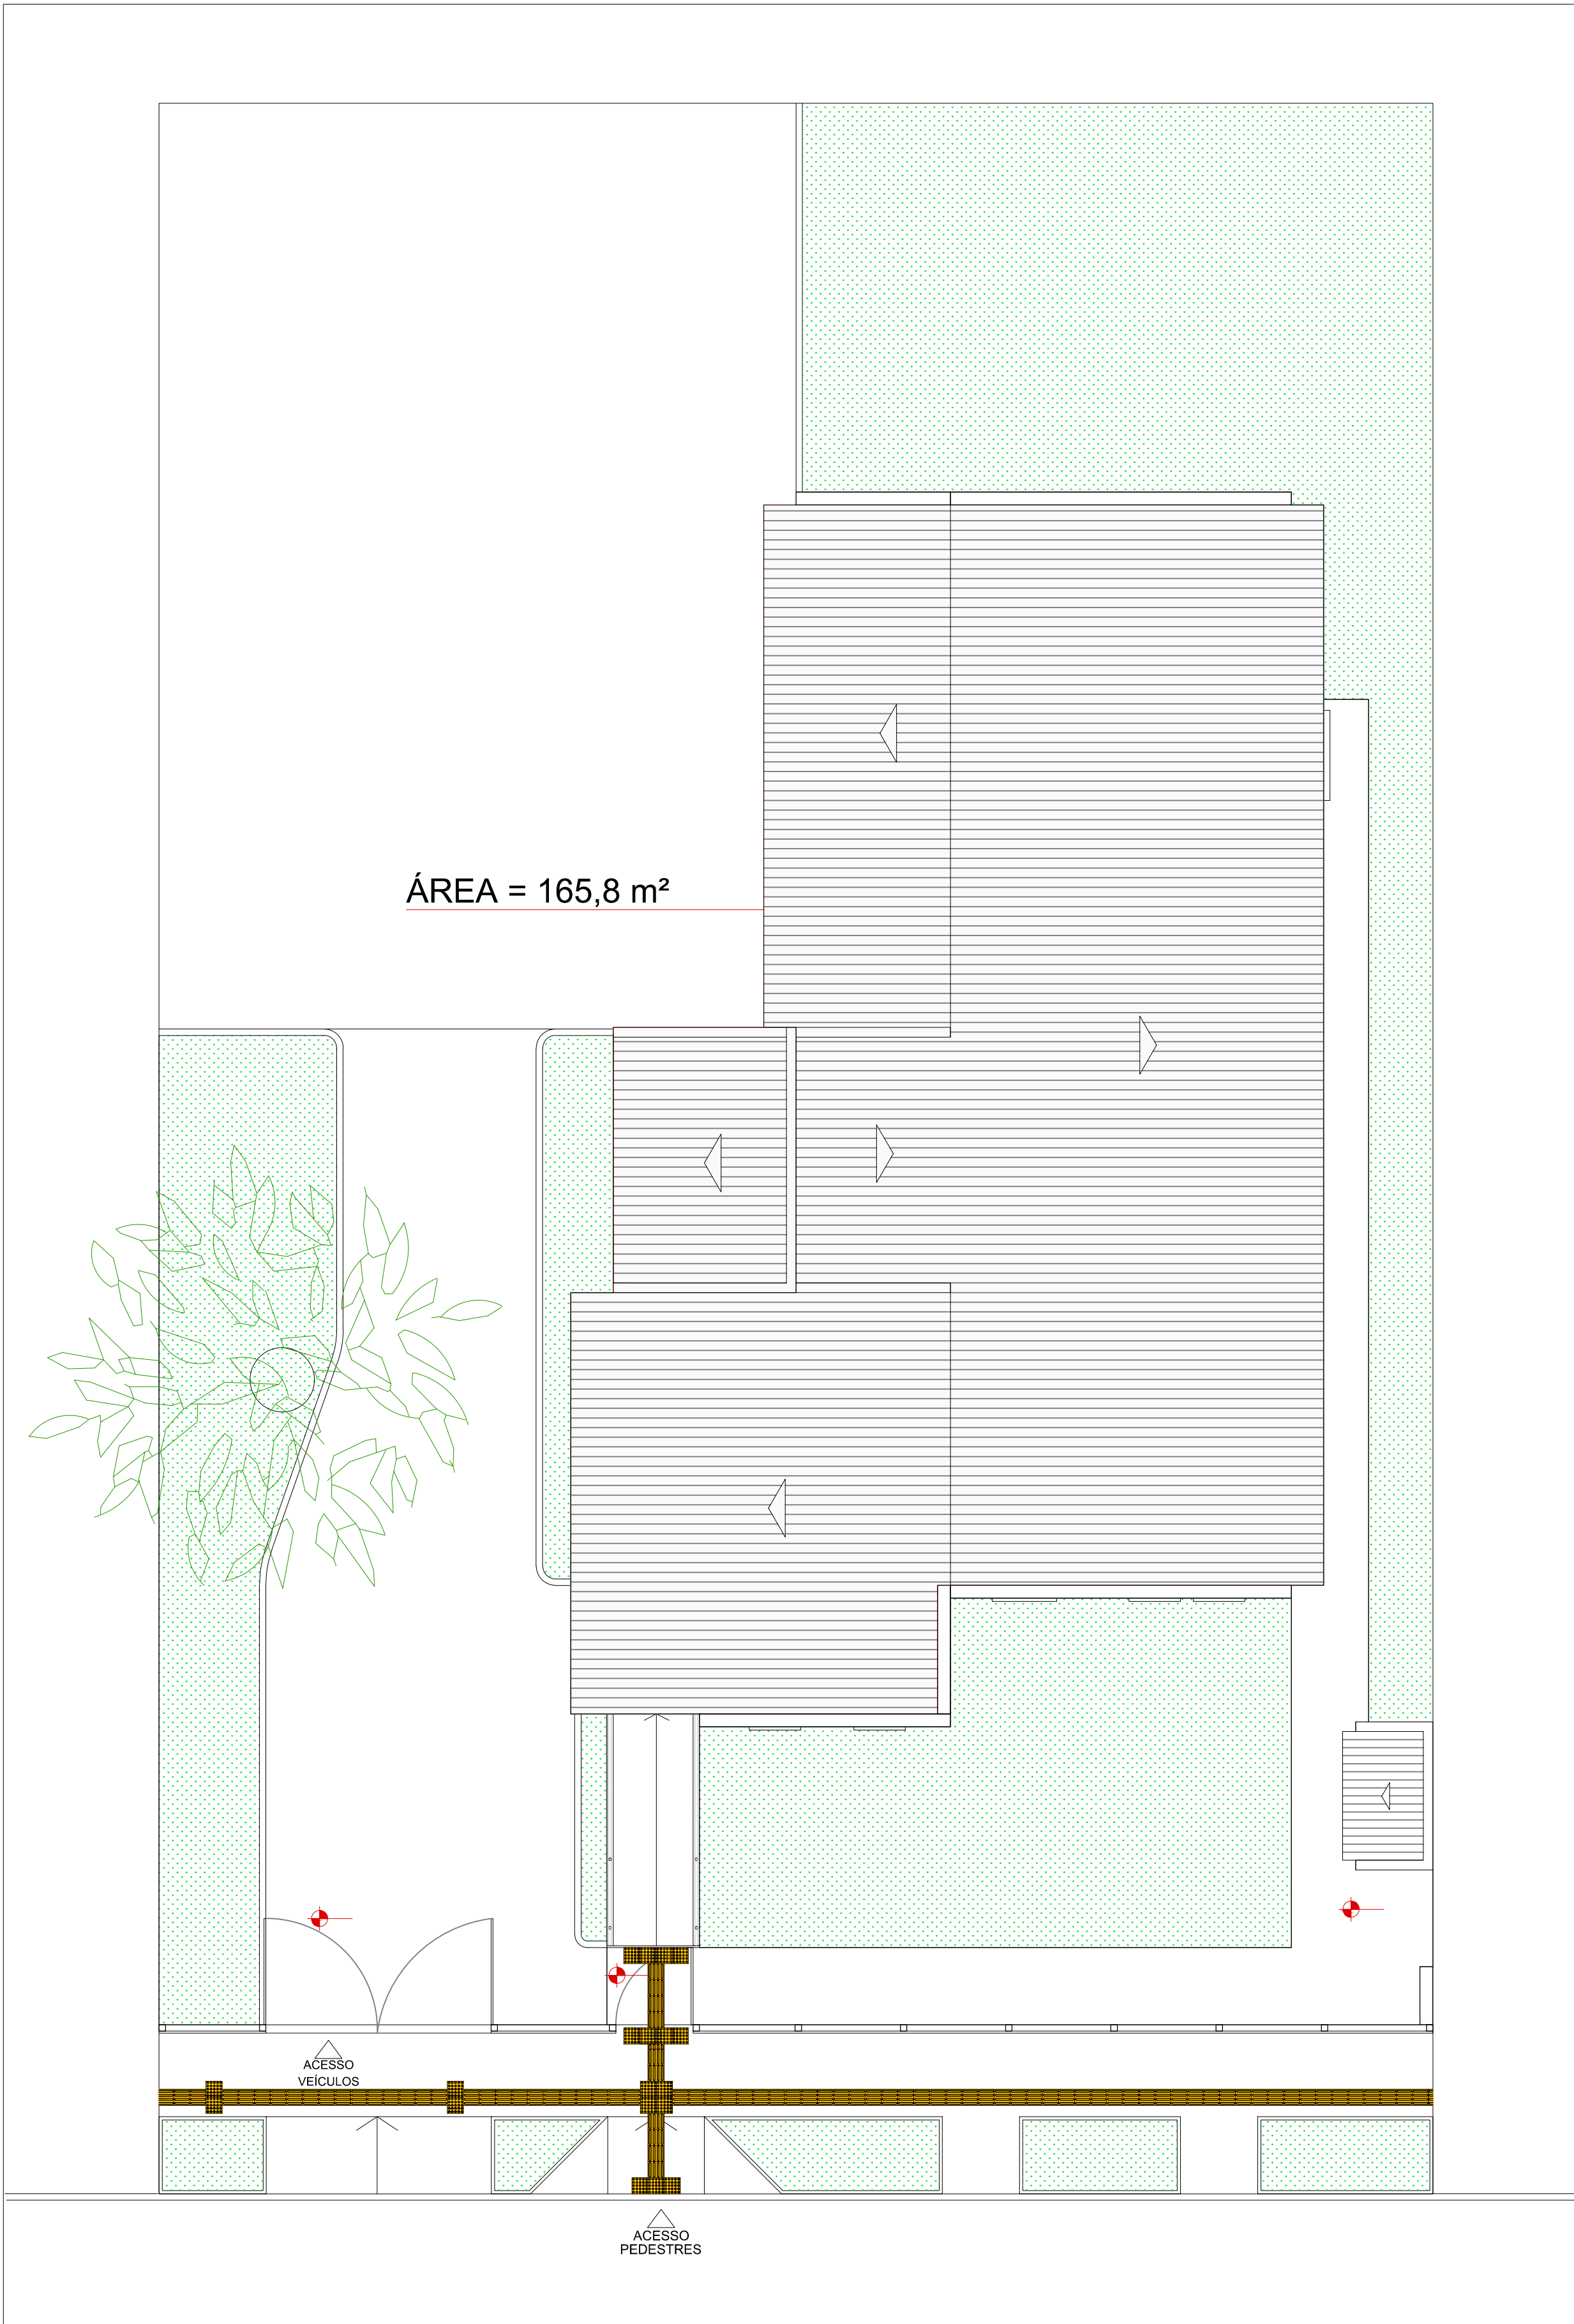 ÁREA = 165,8 m²
ACESSO
VEÍCULOS
ACESSO
PEDESTRES